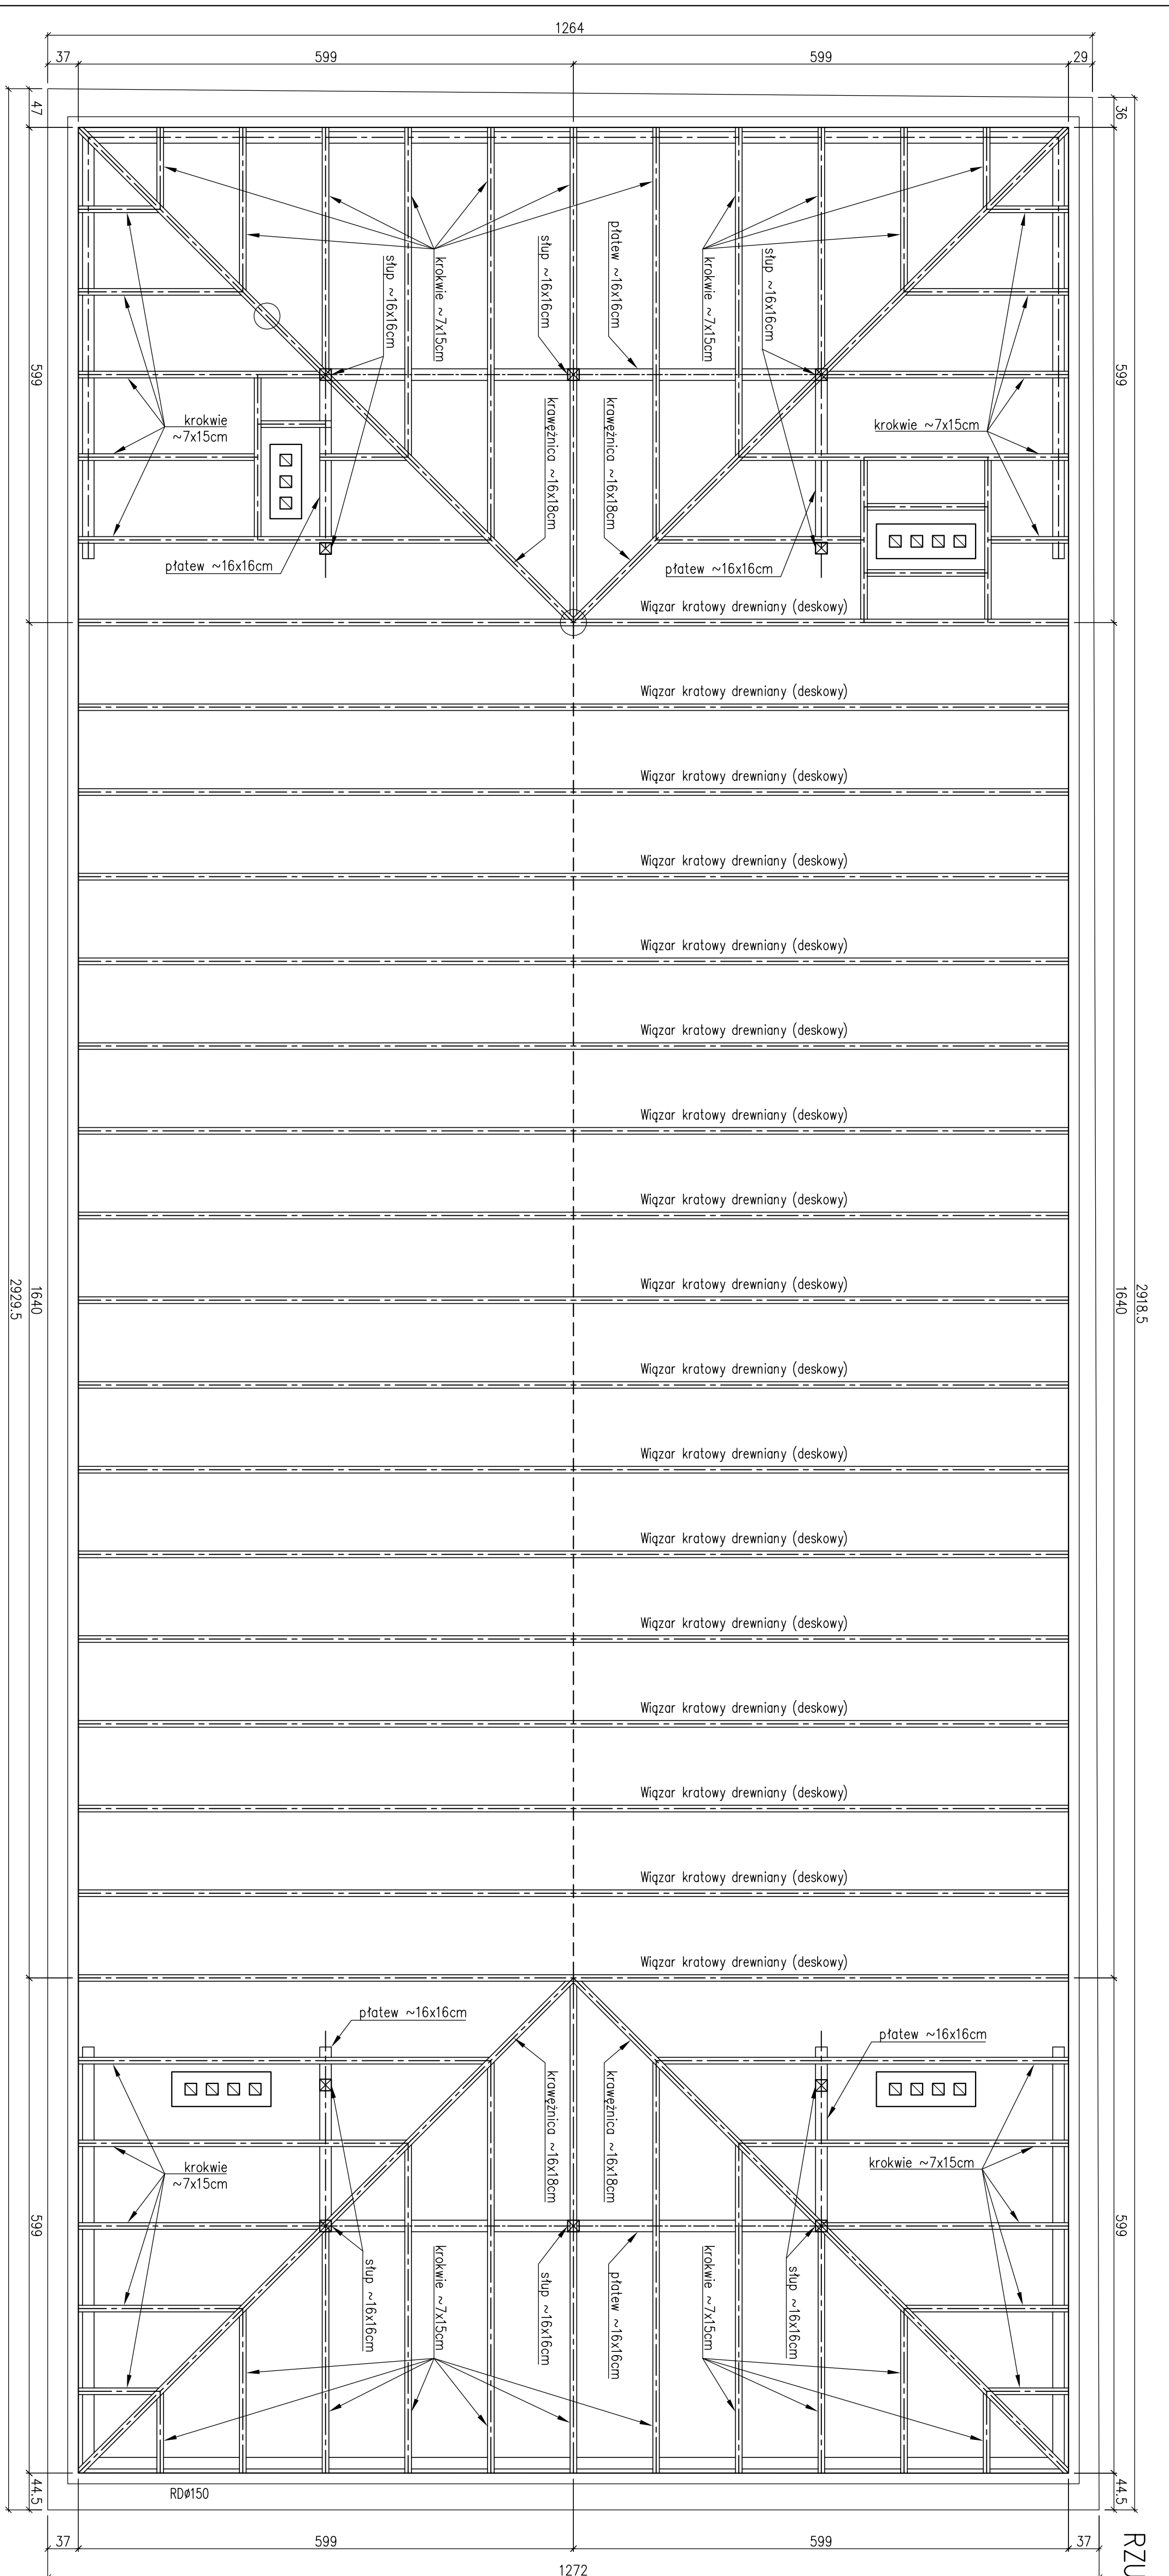 1264
37
599
599
29
47
36
słup ~16x16cm
krokwie ~7x15cm
słup ~16x16cm
płatew ~16x16cm
krokwie ~7x15cm
słup ~16x16cm
599
599
krokwie
~7x15cm
krawężnica ~16x18cm
krawężnica ~16x18cm
krokwie ~7x15cm
płatew ~16x16cm
płatew ~16x16cm
Wiązar kratowy drewniany (deskowy)
Wiązar kratowy drewniany (deskowy)
Wiązar kratowy drewniany (deskowy)
Wiązar kratowy drewniany (deskowy)
Wiązar kratowy drewniany (deskowy)
Wiązar kratowy drewniany (deskowy)
Wiązar kratowy drewniany (deskowy)
Wiązar kratowy drewniany (deskowy)
Wiązar kratowy drewniany (deskowy)
2929.5
1640
1640
2918.5
Wiązar kratowy drewniany (deskowy)
Wiązar kratowy drewniany (deskowy)
Wiązar kratowy drewniany (deskowy)
Wiązar kratowy drewniany (deskowy)
Wiązar kratowy drewniany (deskowy)
Wiązar kratowy drewniany (deskowy)
Wiązar kratowy drewniany (deskowy)
Wiązar kratowy drewniany (deskowy)
płatew ~16x16cm
płatew ~16x16cm
krawężnica ~16x18cm
krawężnica ~16x18cm
krokwie
~7x15cm
krokwie ~7x15cm
599
599
słup ~16x16cm
krokwie ~7x15cm
słup ~16x16cm
płatew ~16x16cm
krokwie ~7x15cm
słup ~16x16cm
RDø150
44.5
44.5
37
599
599
37
1272